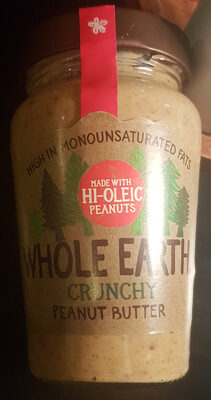 HIGH IN MONOUNSATURATED FATS
MADE WITH
HI-OLEIC
PEANUTS
WHOLE EARTH
CRUNCHY
PEANUT BUTTER